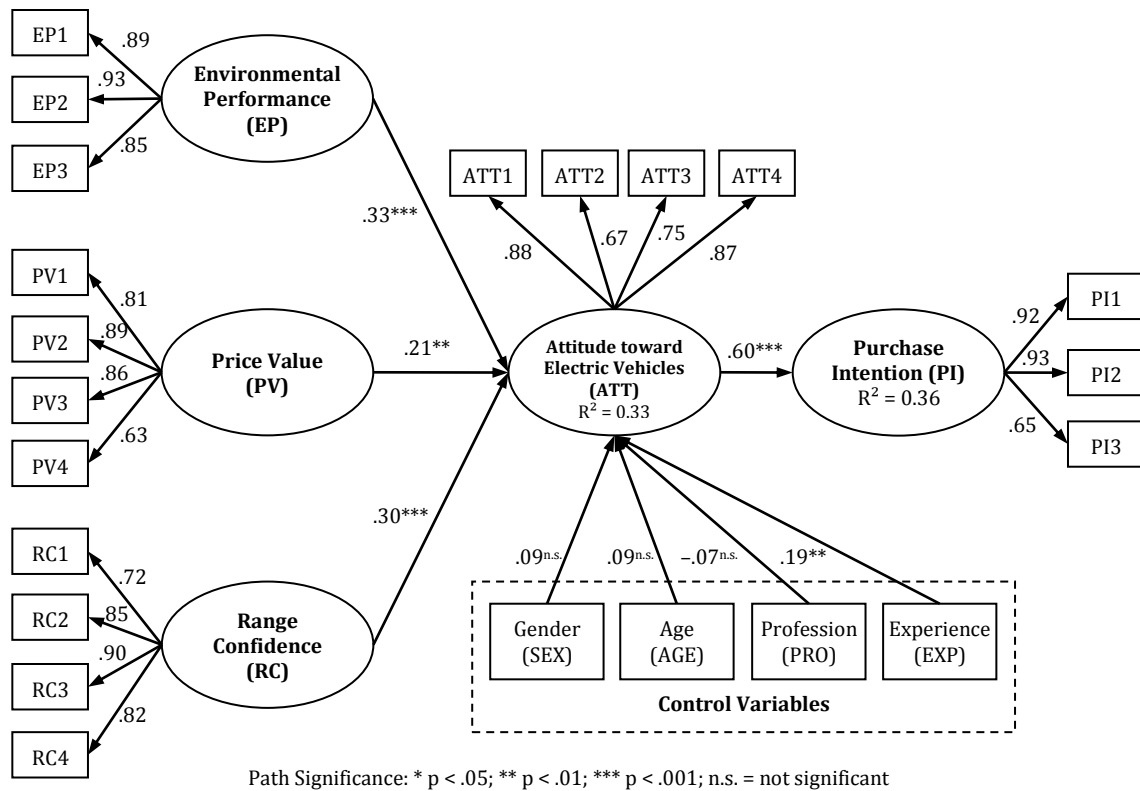 EP1
EP2
EP3
.89
.93
.85
Environmental
Performance
(EP)
.33***
ATT1
ATT2
ATT3
ATT4
.88
.67
.75
.87
PV1
PV2
PV3
PV4
.81
.89
.86
.63
Price Value
(PV)
.21**
Attitude toward
Electric Vehicles
(ATT)
R² = 0.33
.60***
Purchase
Intention (PI)
R² = 0.36
.92
.93
.65
PI1
PI2
PI3
RC1
RC2
RC3
RC4
.72
.85
.90
.82
Range
Confidence
(RC)
.30***
.09n.s.
.09n.s.
–.07n.s.
.19**
Gender
(SEX)
Age
(AGE)
Profession
(PRO)
Experience
(EXP)
Control Variables
Path Significance: * p < .05; ** p < .01; *** p < .001; n.s. = not significant